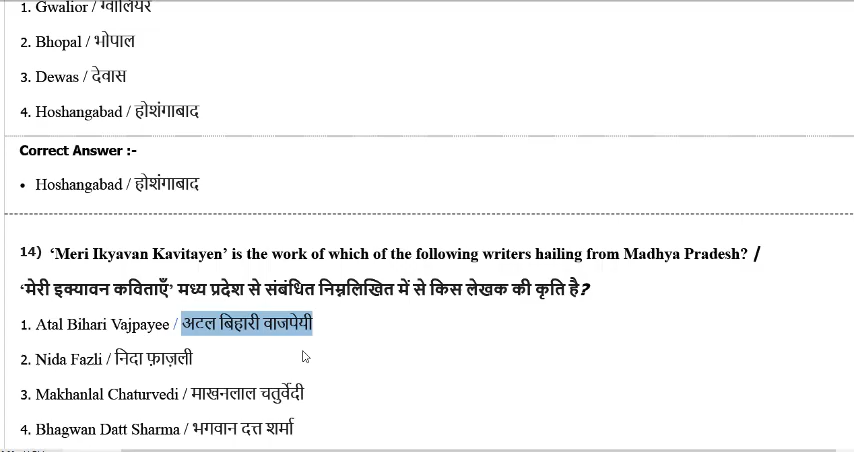 1. Gwalior / ग्वालियर
2. Bhopal / भोपाल
3. Dewas / देवास
4. Hoshangabad / होशंगाबाद
Correct Answer :-
• Hoshangabad / होशंगाबाद
14) ‘Meri Ikyavan Kavitayen’ is the work of which of the following writers hailing from Madhya Pradesh? /
‘मेरी इक्यावन कविताएँ’ मध्य प्रदेश से संबंधित निम्नलिखित में से किस लेखक की कृति है?
1. Atal Bihari Vajpayee / अटल बिहारी वाजपेयी
2. Nida Fazli / निदा फ़ाज़ली
3. Makhanlal Chaturvedi / माखनलाल चतुर्वेदी
4. Bhagwan Datt Sharma / भगवान दत्त शर्मा